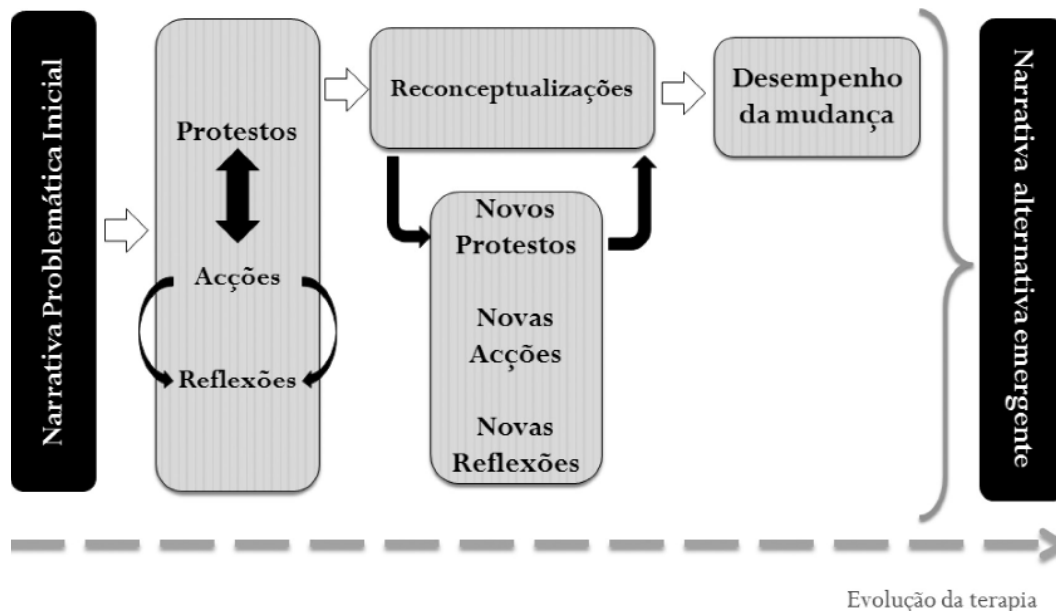 Narrativa Problemática Inicial
Protestos
Acções
Reflexões
Reconceptualizações
Novos
Protestos
Novas
Acções
Novas
Reflexões
Desempenho
da mudança
Narrativa alternativa emergente
Evolução da terapia